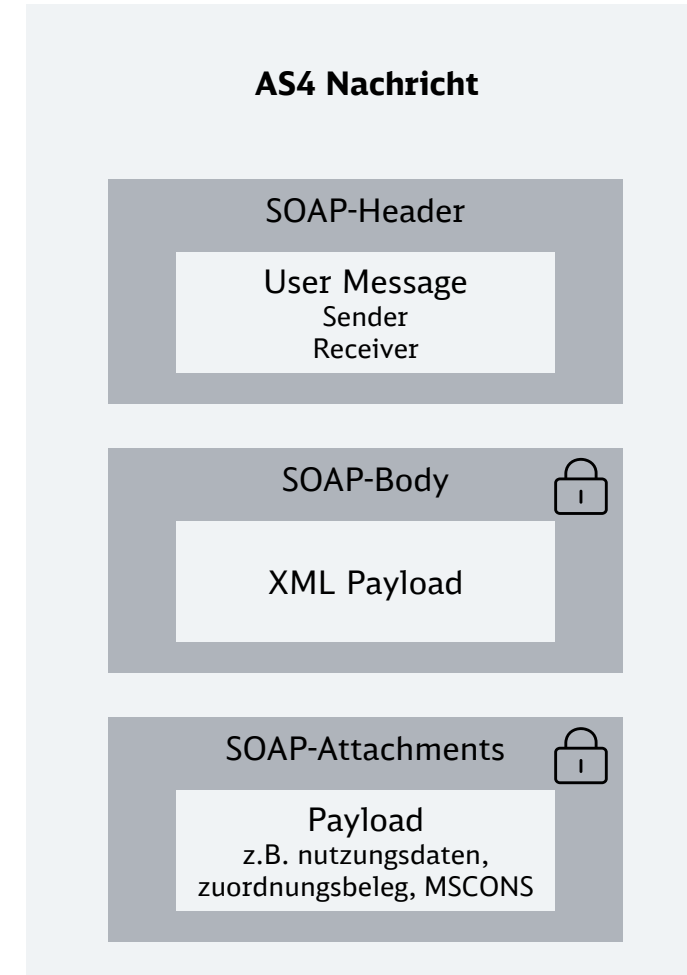 AS4 Nachricht
SOAP-Header
User Message
Sender
Receiver
SOAP-Body
XML Payload
SOAP-Attachments
Payload
z.B. nutzungsdaten,
zuordnungsbeleg, MSCONS